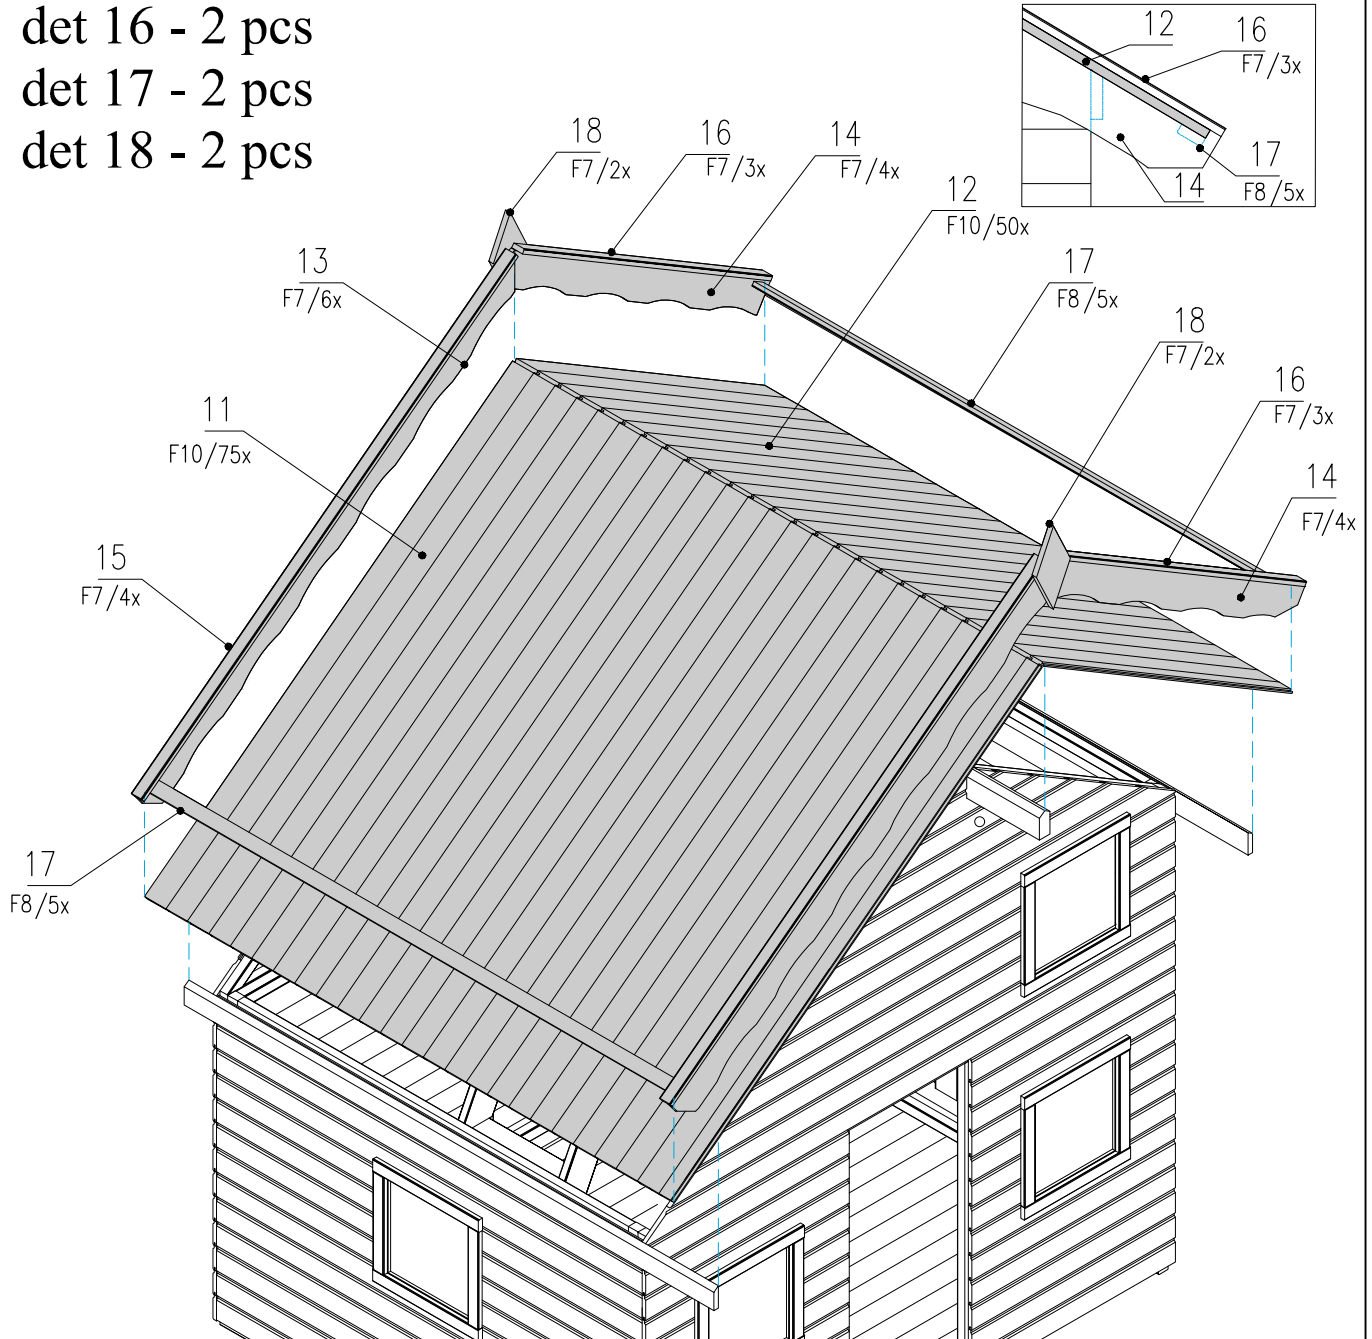 det 16 - 2 pcs
det 17 - 2 pcs
det 18 - 2 pcs
12
16
F7/3x
17
F8/5x
14
18
F7/2x
16
F7/3x
14
F7/4x
12
F10/50x
13
F7/6x
17
F8/5x
18
F7/2x
16
F7/3x
11
F10/75x
14
F7/4x
15
F7/4x
17
F8/5x